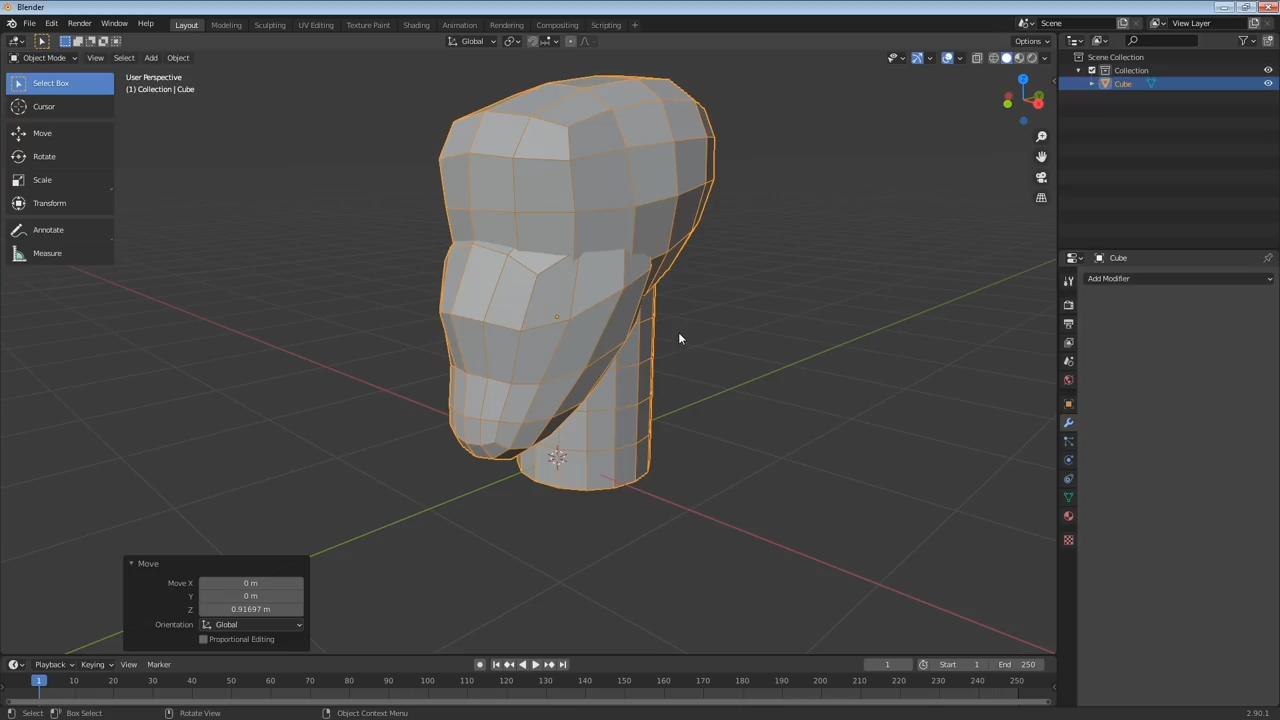 Blender
File Edit Render Window Help
Layout Modeling Sculpting UV Editing Texture Paint Shading Animation Rendering Compositing Scripting +
Scene
View Layer
Global
Options
Object Mode View Select Add Object
Select Box
Cursor
Move
Rotate
Scale
Transform
Annotate
Measure
User Perspective
(1) Collection | Cube
Scene Collection
Collection
Cube
Cube
Add Modifier
Move
Move X 0 m
Y 0 m
Z 0.91697 m
Orientation Global
Proportional Editing
Playback Keying View Marker
1
Start 1 End 250
1 10 20 30 40 50 60 70 80 90 100 110 120 130 140 150 160 170 180 190 200 210 220 230 240 250
Select Box Select Rotate View Object Context Menu 2.90.1